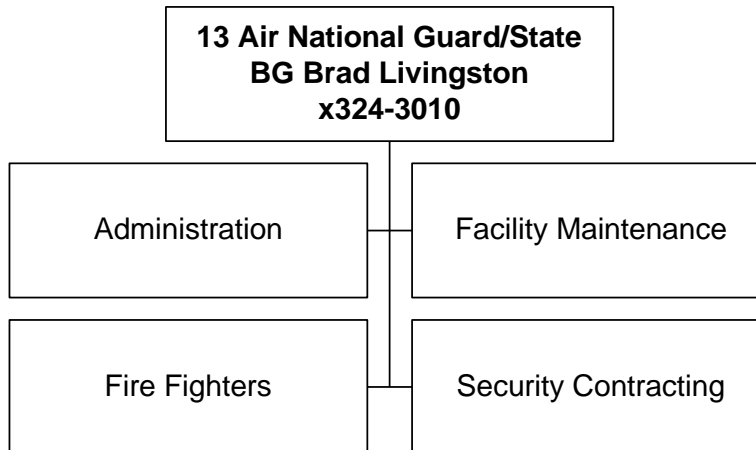 13 Air National Guard/State
BG Brad Livingston
x324-3010
Administration
Facility Maintenance
Fire Fighters
Security Contracting